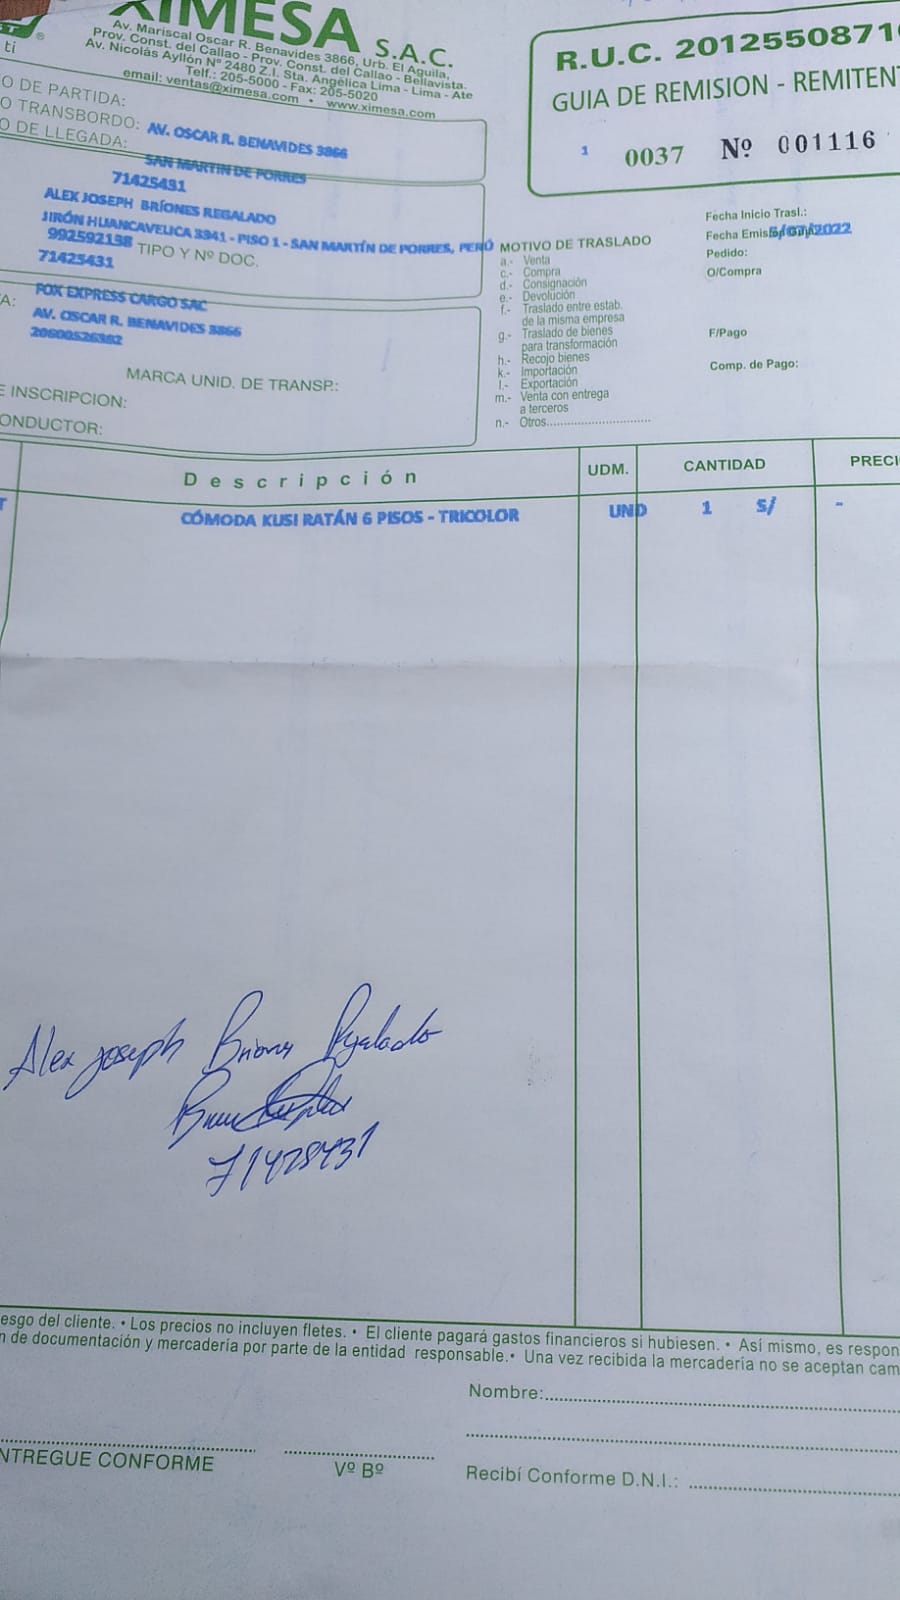 XIMESA S.A.C.
ti ®
Av. Mariscal Oscar R. Benavides 3866, Urb. El Aguila,
Prov. Const. del Callao - Prov. Const. del Callao - Bellavista.
Av. Nicolás Ayllón Nº 2480 Z.I. Sta. Angélica Lima - Lima - Ate
Telf.: 205-5000 - Fax: 205-5020
email: ventas@ximesa.com • www.ximesa.com
R.U.C. 2012550871
GUIA DE REMISION - REMITENT
1 0037 Nº 001116
O DE PARTIDA:
O TRANSBORDO: AV. OSCAR R. BENAVIDES 3866
O DE LLEGADA:
SAN MARTIN DE PORRES
71425431
ALEX JOSEPH BRÍONES REGALADO
JIRÓN HUANCAVELICA 3341 - PISO 1 - SAN MARTÍN DE PORRES, PERÚ
992592138 TIPO Y Nº DOC.
71425431
FOX EXPRESS CARGO SAC
A: AV. OSCAR R. BENAVIDES 3866
20600526382
MARCA UNID. DE TRANSP.:
E INSCRIPCION:
ONDUCTOR:
MOTIVO DE TRASLADO
a.- Venta
c.- Compra
d.- Consignación
e.- Devolución
f.- Traslado entre estab.
de la misma empresa
g.- Traslado de bienes
para transformación
h.- Recojo bienes
k.- Importación
l.- Exportación
m.- Venta con entrega
a terceros
n.- Otros
Fecha Inicio Trasl.:
Fecha Emis 5/07/2022
Pedido:
O/Compra
F/Pago
Comp. de Pago:
Descripción UDM. CANTIDAD PRECI
T CÓMODA KUSI RATÁN 6 PISOS - TRICOLOR UND 1 S/ -
Alex Joseph Briones Regalado
71425431
esgo del cliente. • Los precios no incluyen fletes. • El cliente pagará gastos financieros si hubiesen. • Así mismo, es respon
n de documentación y mercadería por parte de la entidad responsable. • Una vez recibida la mercadería no se aceptan cam
Nombre:
NTREGUE CONFORME
Vº Bº
Recibí Conforme D.N.I.: